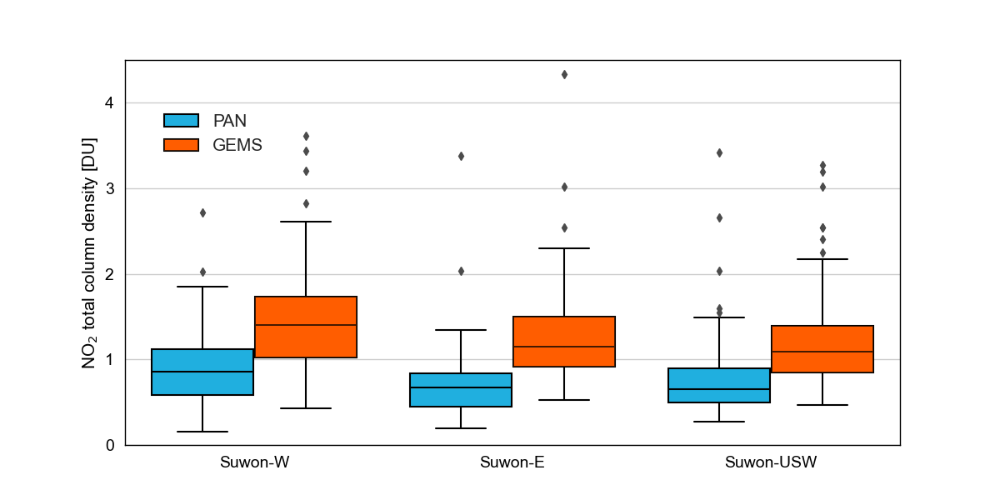 NO₂ total column density [DU]
4
3
2
1
0
PAN
GEMS
Suwon-W
Suwon-E
Suwon-USW